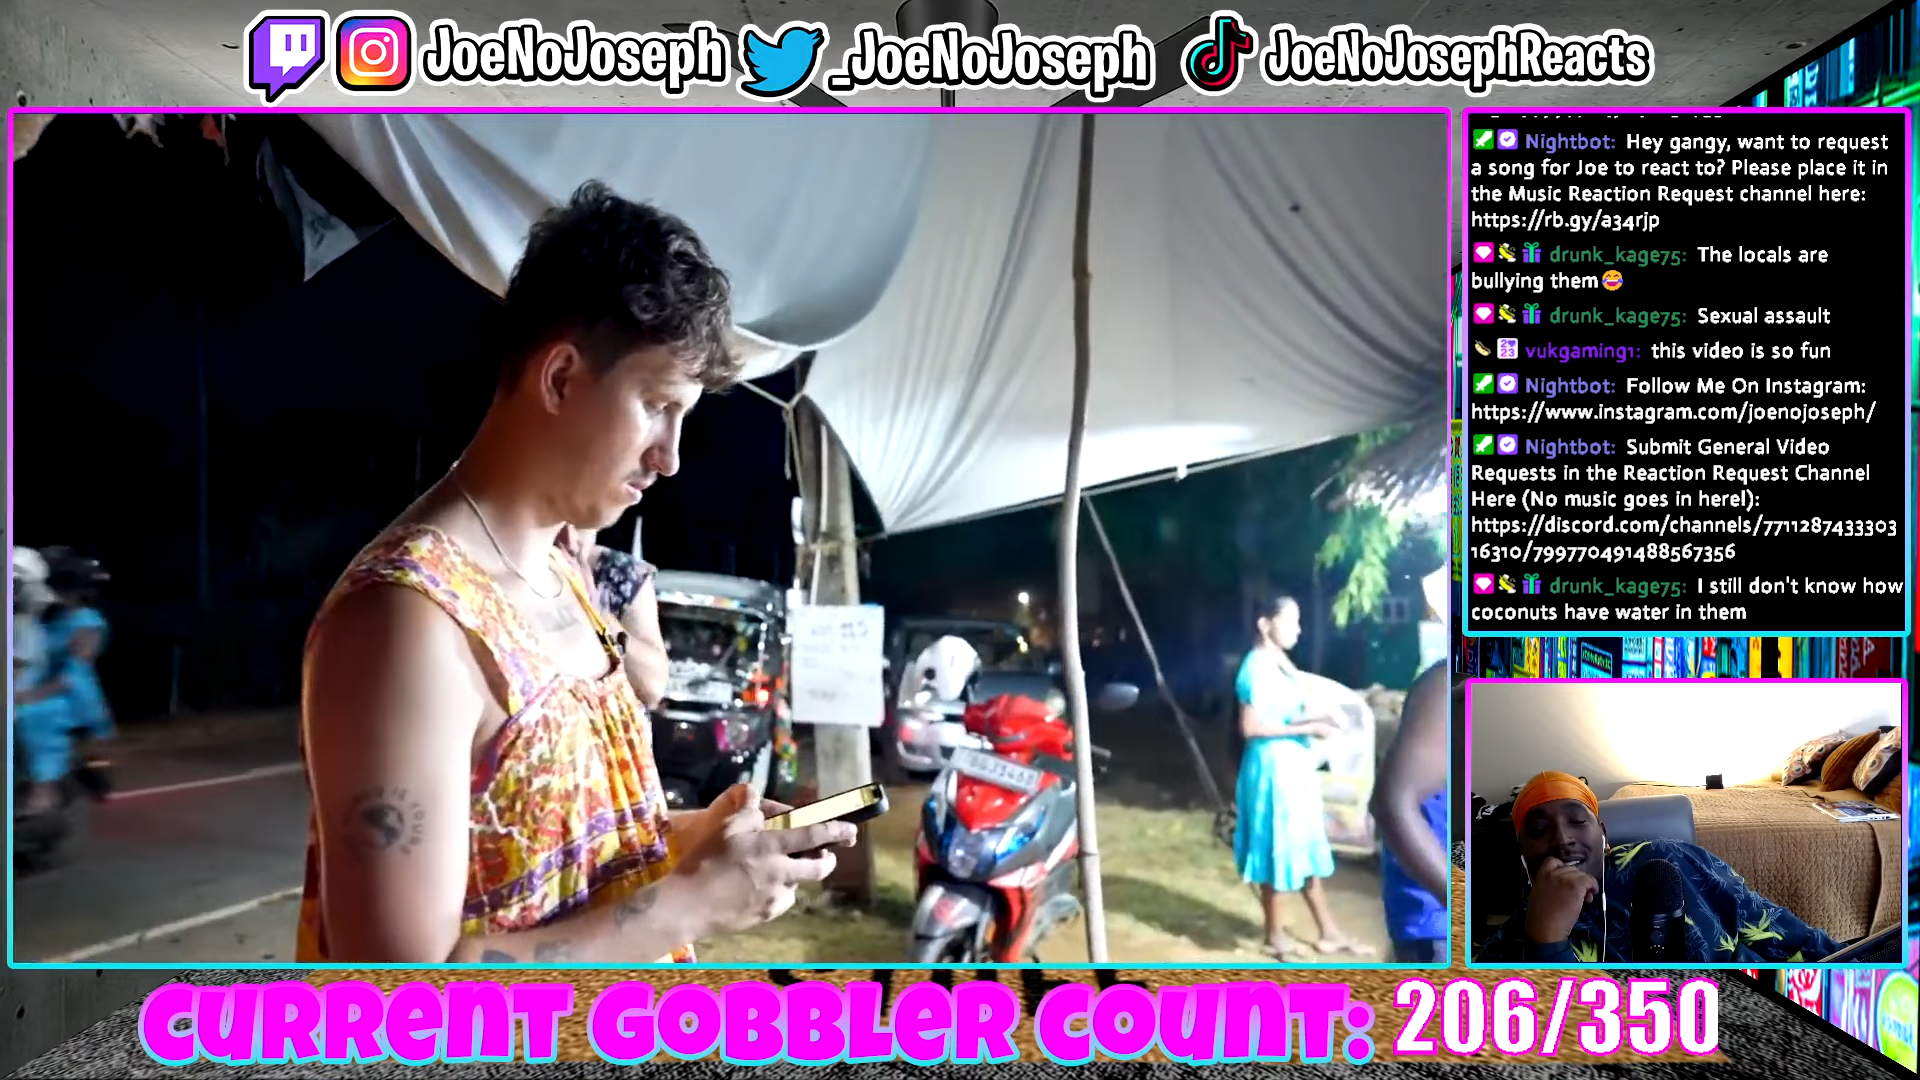 JoeNoJoseph
_JoeNoJoseph
JoeNoJosephReacts
Nightbot: Hey gangy, want to request
a song for Joe to react to? Please place it in
the Music Reaction Request channel here:
https://rb.gy/a34rjp
drunk_kage75: The locals are
bullying them😂
drunk_kage75: Sexual assault
vukgaming1: this video is so fun
Nightbot: Follow Me On Instagram:
https://www.instagram.com/joenojoseph/
Nightbot: Submit General Video
Requests in the Reaction Request Channel
Here (No music goes in here!):
https://discord.com/channels/7711287433303
16310/799770491488567356
drunk_kage75: I still don't know how
coconuts have water in them
CURRENT GOBBLER COUNT: 206/350